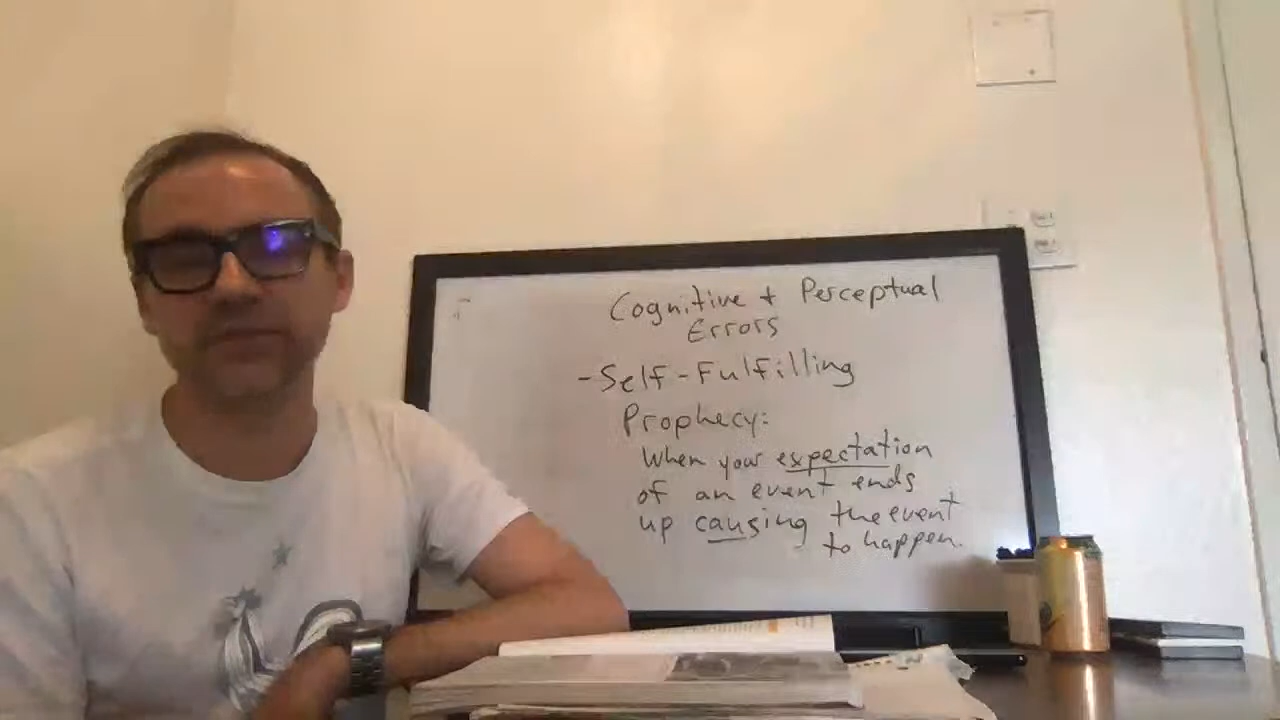 Cognitive + Perceptual
Errors
-Self-Fulfilling
Prophecy:
When your expectation
of an event ends
up causing the event
to happen.